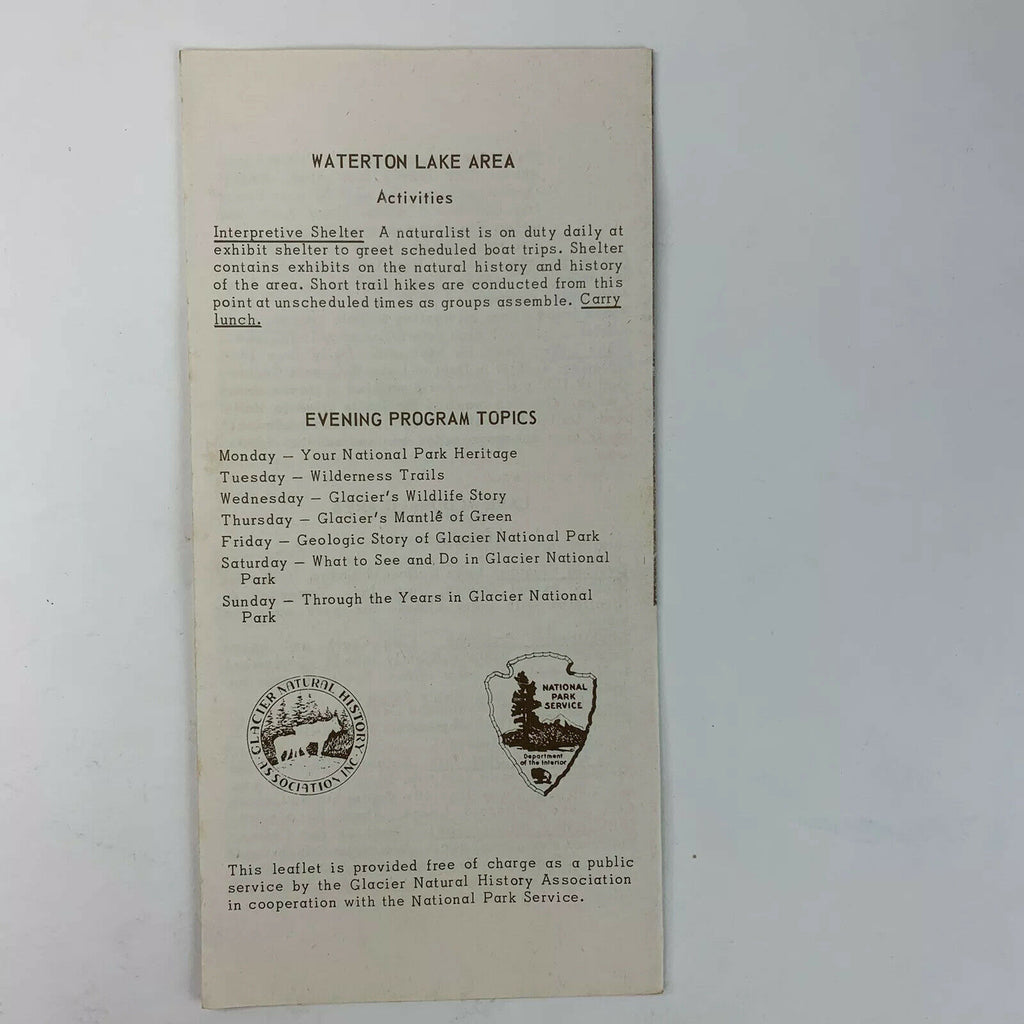 WATERTON LAKE AREA
Activities
Interpretive Shelter A naturalist is on duty daily at
exhibit shelter to greet scheduled boat trips. Shelter
contains exhibits on the natural history and history
of the area. Short trail hikes are conducted from this
point at unscheduled times as groups assemble. Carry
lunch.
EVENING PROGRAM TOPICS
Monday — Your National Park Heritage
Tuesday — Wilderness Trails
Wednesday — Glacier's Wildlife Story
Thursday — Glacier's Mantle of Green
Friday — Geologic Story of Glacier National Park
Saturday — What to See and Do in Glacier National
Park
Sunday — Through the Years in Glacier National
Park
GLACIER NATURAL HISTORY
ASSOCIATION INC
NATIONAL
PARK
SERVICE
Department
of the Interior
This leaflet is provided free of charge as a public
service by the Glacier Natural History Association
in cooperation with the National Park Service.